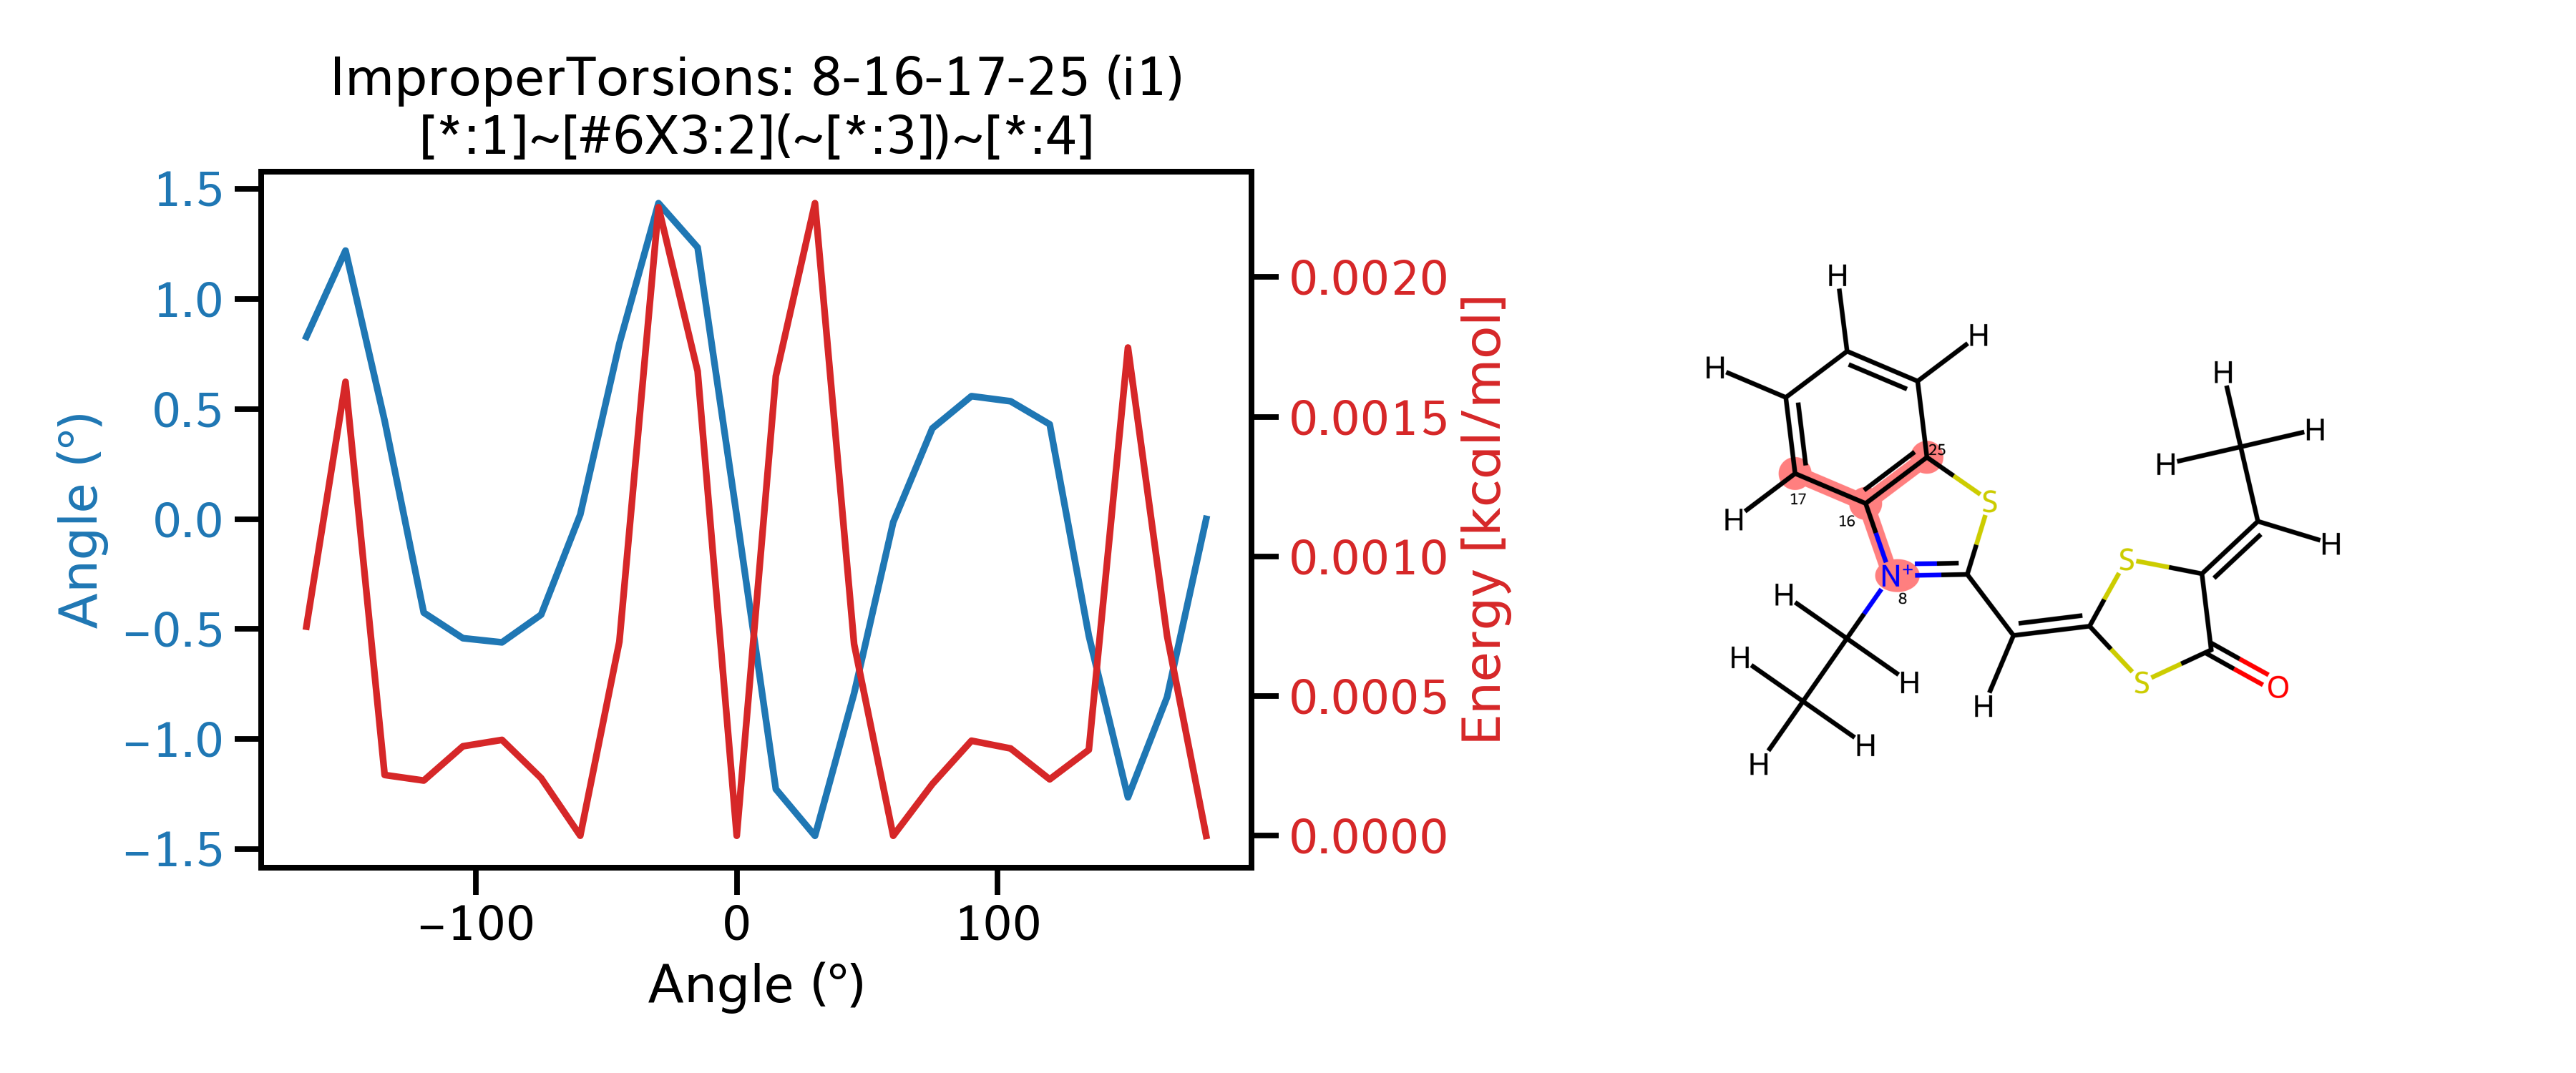 ImproperTorsions: 8-16-17-25 (i1)
[*:1]~[#6X3:2](~[*:3])~[*:4]
1.5
1.0
0.5
0.0
−0.5
−1.0
−1.5
Angle (°)
−100
0
100
Angle (°)
0.0020
0.0015
0.0010
0.0005
0.0000
Energy [kcal/mol]
H
H
H
H
H
H
25
17
S
H
16
H
N+
S
8
H
H
H
S
O
H
H
H
H